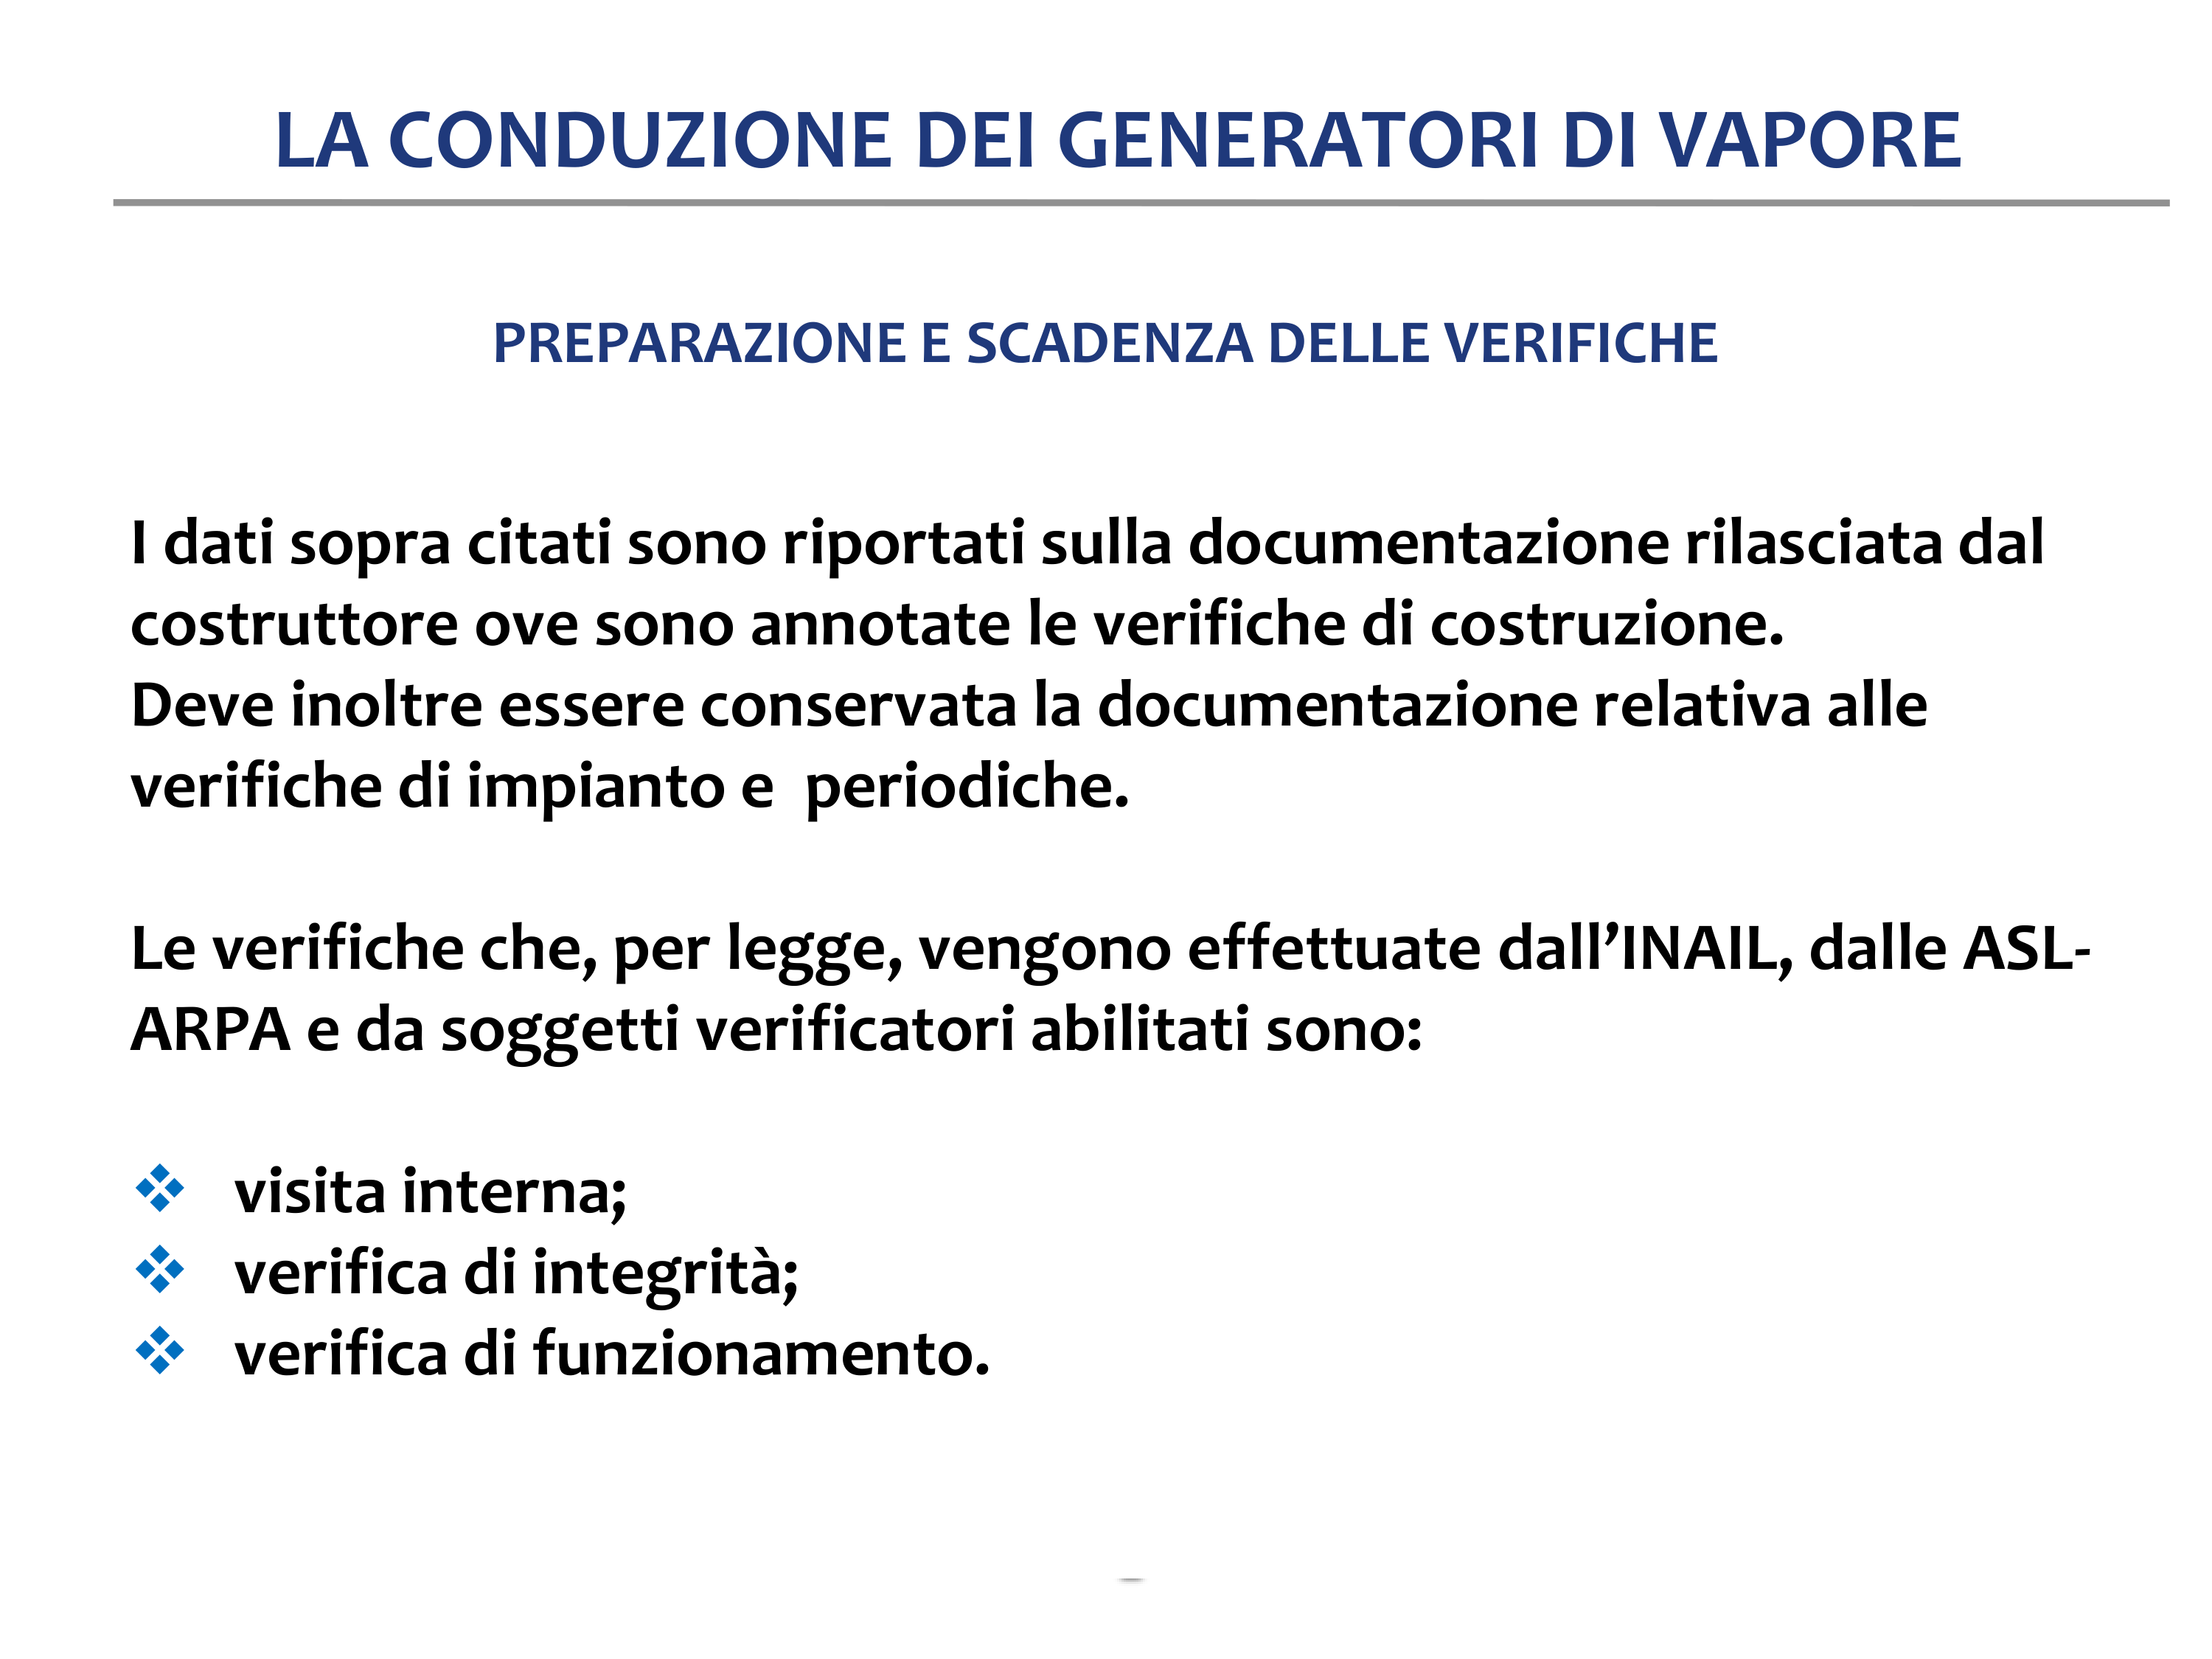 LA CONDUZIONE DEI GENERATORI DI VAPORE
PREPARAZIONE E SCADENZA DELLE VERIFICHE
I dati sopra citati sono riportati sulla documentazione rilasciata dal
costruttore ove sono annotate le verifiche di costruzione.
Deve inoltre essere conservata la documentazione relativa alle
verifiche di impianto e  periodiche.
Le verifiche che, per legge, vengono effettuate dall’INAIL, dalle ASL-
ARPA e da soggetti verificatori abilitati sono:
❖ visita interna;
❖ verifica di integrità;
❖ verifica di funzionamento.